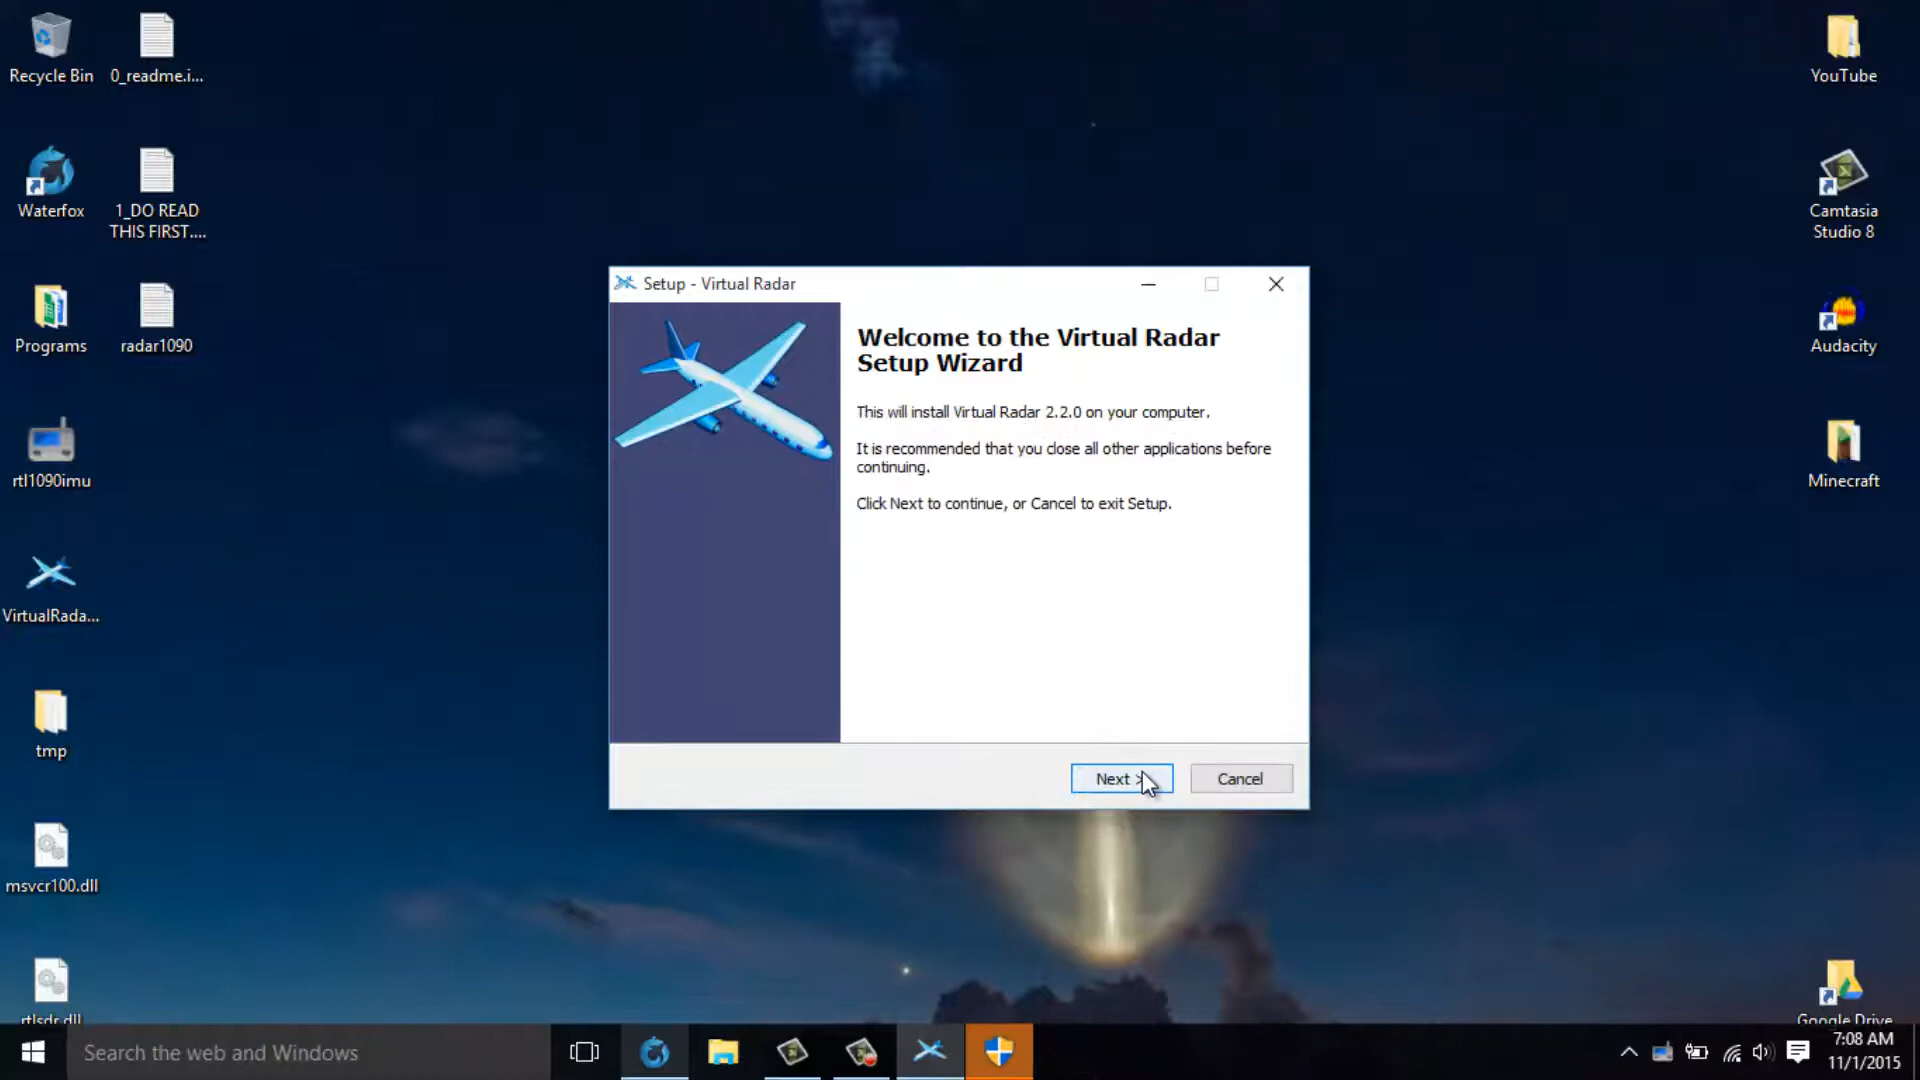 Recycle Bin
0_readme.i...
Waterfox
1_DO READ
THIS FIRST....
Programs
radar1090
rtl1090imu
VirtualRada...
tmp
msvcr100.dll
rtlsdr.dll
YouTube
Camtasia
Studio 8
Audacity
Minecraft
Google Drive
Setup - Virtual Radar
Welcome to the Virtual Radar
Setup Wizard
This will install Virtual Radar 2.2.0 on your computer.
It is recommended that you close all other applications before
continuing.
Click Next to continue, or Cancel to exit Setup.
Next >
Cancel
Search the web and Windows
7:08 AM
11/1/2015